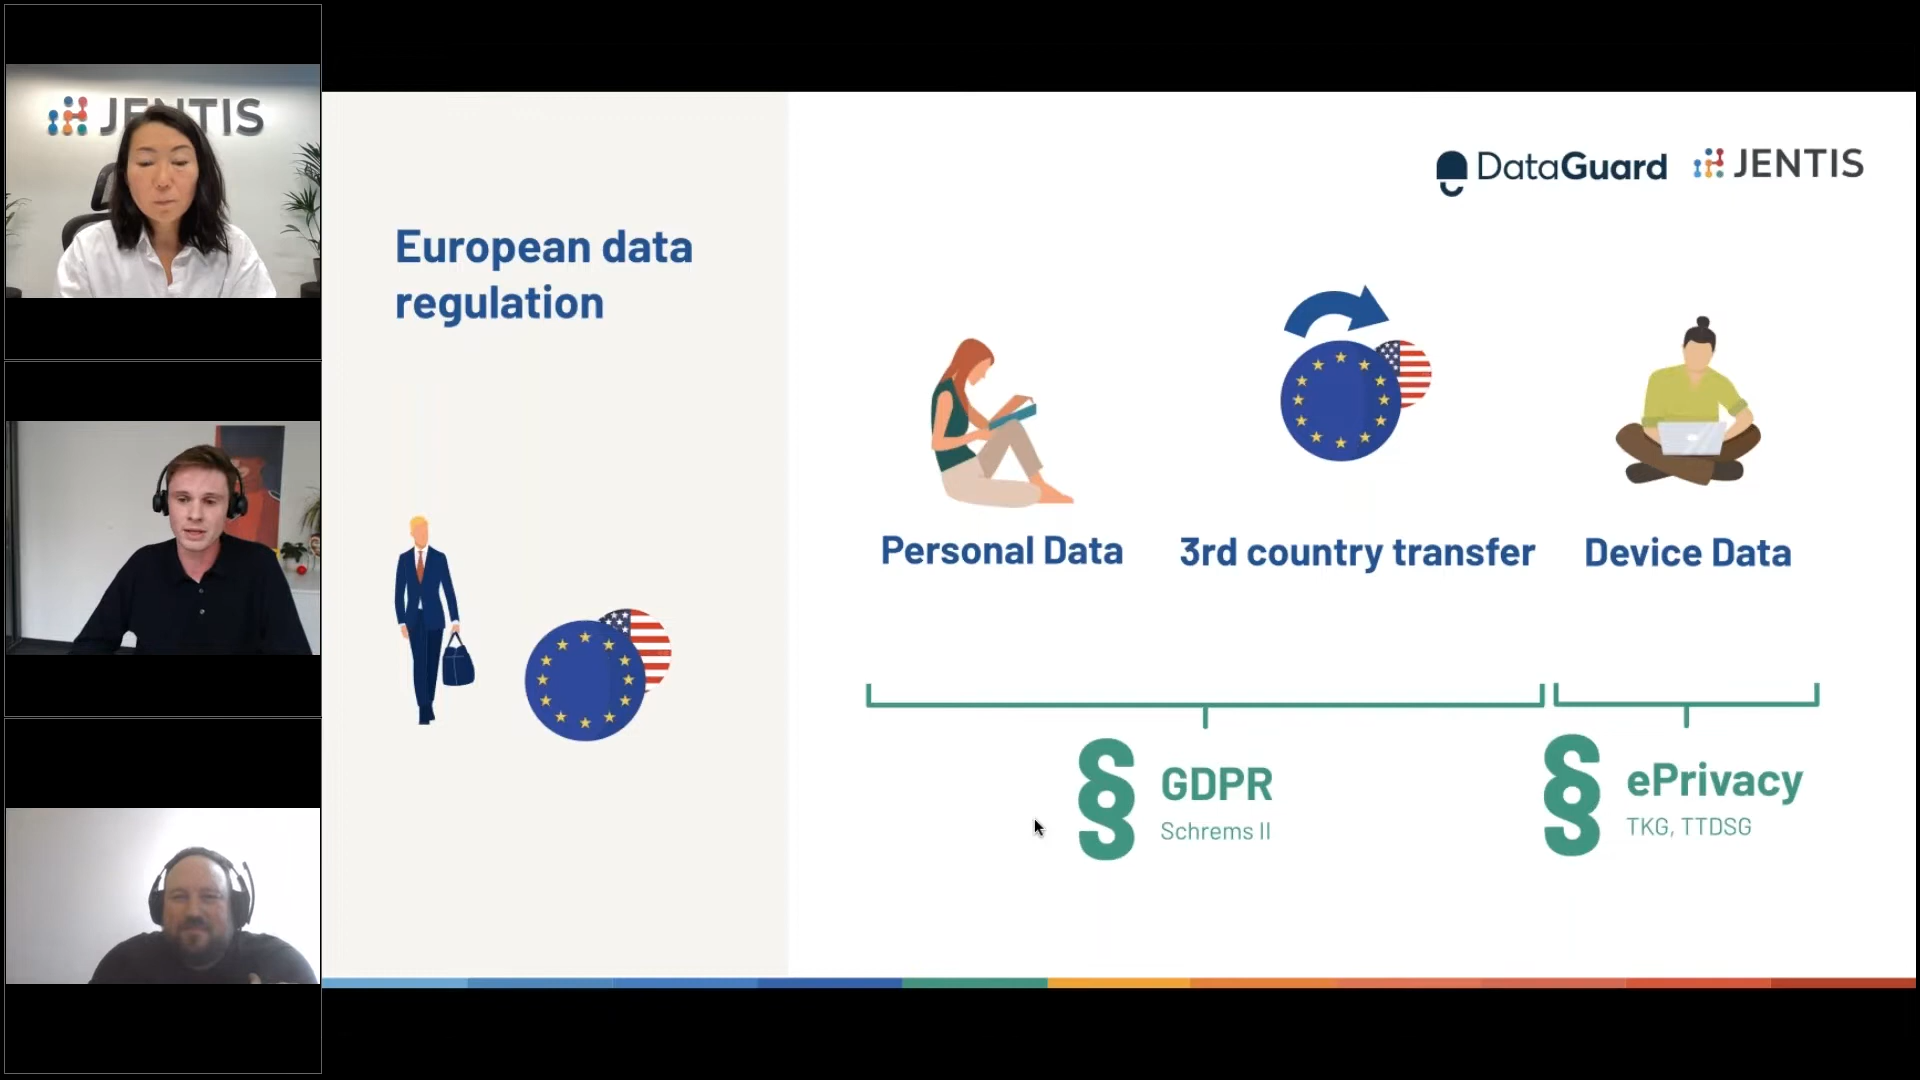 JENTIS
European data
regulation
DataGuard
JENTIS
Personal Data
3rd country transfer
Device Data
§ GDPR
Schrems II
§ ePrivacy
TKG, TTDSG